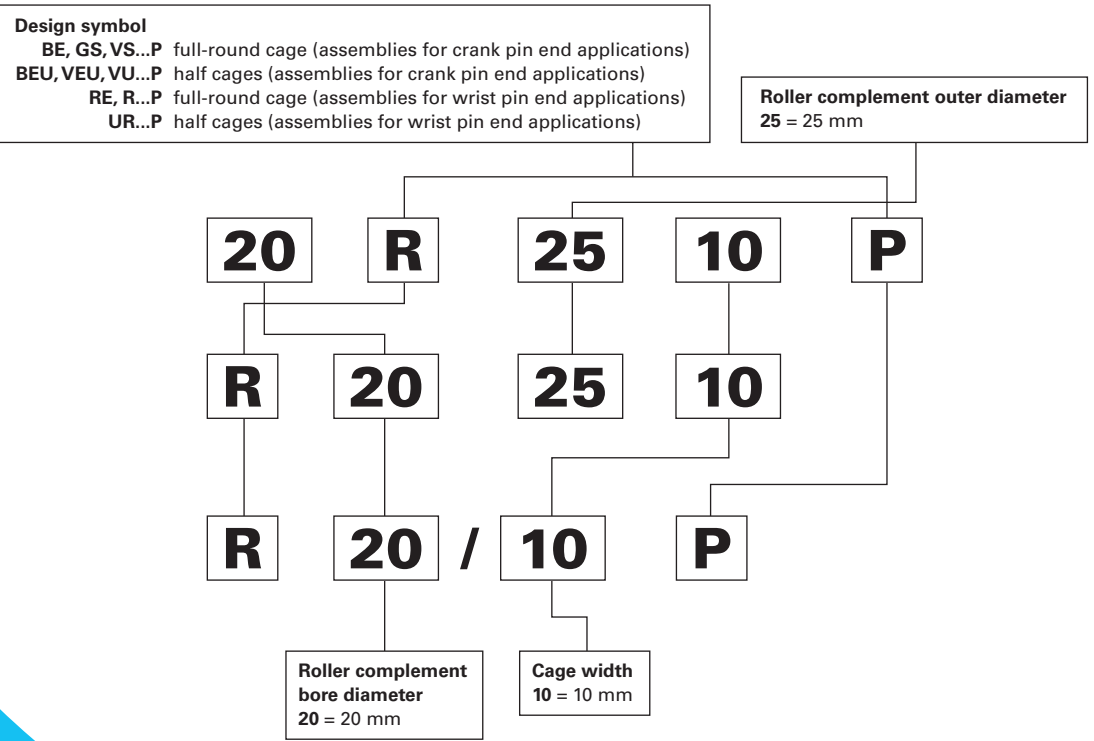 Design symbol
BE, GS, VS...P full-round cage (assemblies for crank pin end applications)
BEU, VEU, VU...P half cages (assemblies for crank pin end applications)
RE, R...P full-round cage (assemblies for wrist pin end applications)
UR...P half cages (assemblies for wrist pin end applications)
Roller complement outer diameter
25 = 25 mm
20 R 25 10 P
R 20 25 10
R 20 / 10 P
Roller complement
bore diameter
20 = 20 mm
Cage width
10 = 10 mm